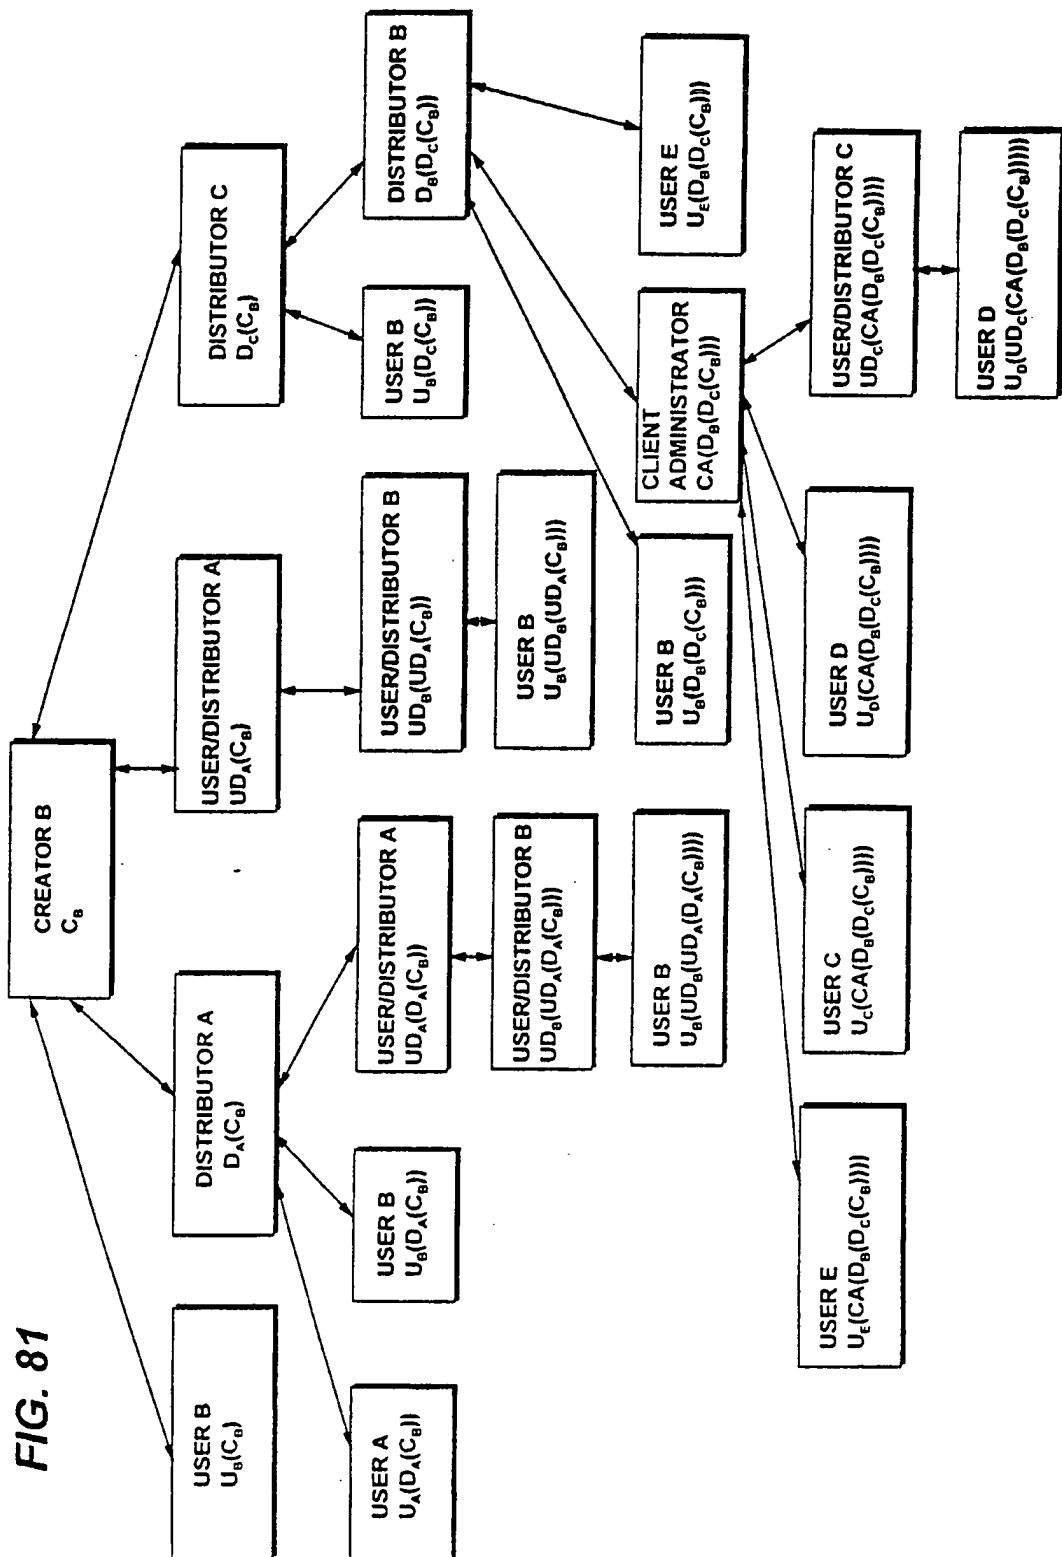 FIG. 81
CREATOR B
C_B
USER B
U_B(C_B)
DISTRIBUTOR A
D_A(C_B)
USER/DISTRIBUTOR A
UD_A(C_B)
DISTRIBUTOR C
D_C(C_B)
USER A
U_A(D_A(C_B))
USER B
U_B(D_A(C_B))
USER/DISTRIBUTOR A
UD_A(D_A(C_B))
USER/DISTRIBUTOR B
UD_B(UD_A(C_B))
USER B
U_B(D_C(C_B))
DISTRIBUTOR B
D_B(D_C(C_B))
USER/DISTRIBUTOR B
UD_B(UD_A(D_A(C_B)))
USER B
U_B(UD_B(UD_A(C_B)))
USER B
U_B(UD_B(UD_A(D_A(C_B))))
USER B
U_B(D_B(D_C(C_B)))
CLIENT
ADMINISTRATOR
CA(D_B(D_C(C_B)))
USER E
U_E(D_B(D_C(C_B)))
USER E
U_E(CA(D_B(D_C(C_B))))
USER C
U_C(CA(D_B(D_C(C_B))))
USER D
U_D(CA(D_B(D_C(C_B))))
USER/DISTRIBUTOR C
UD_C(CA(D_B(D_C(C_B))))
USER D
U_D(UD_C(CA(D_B(D_C(C_B)))))